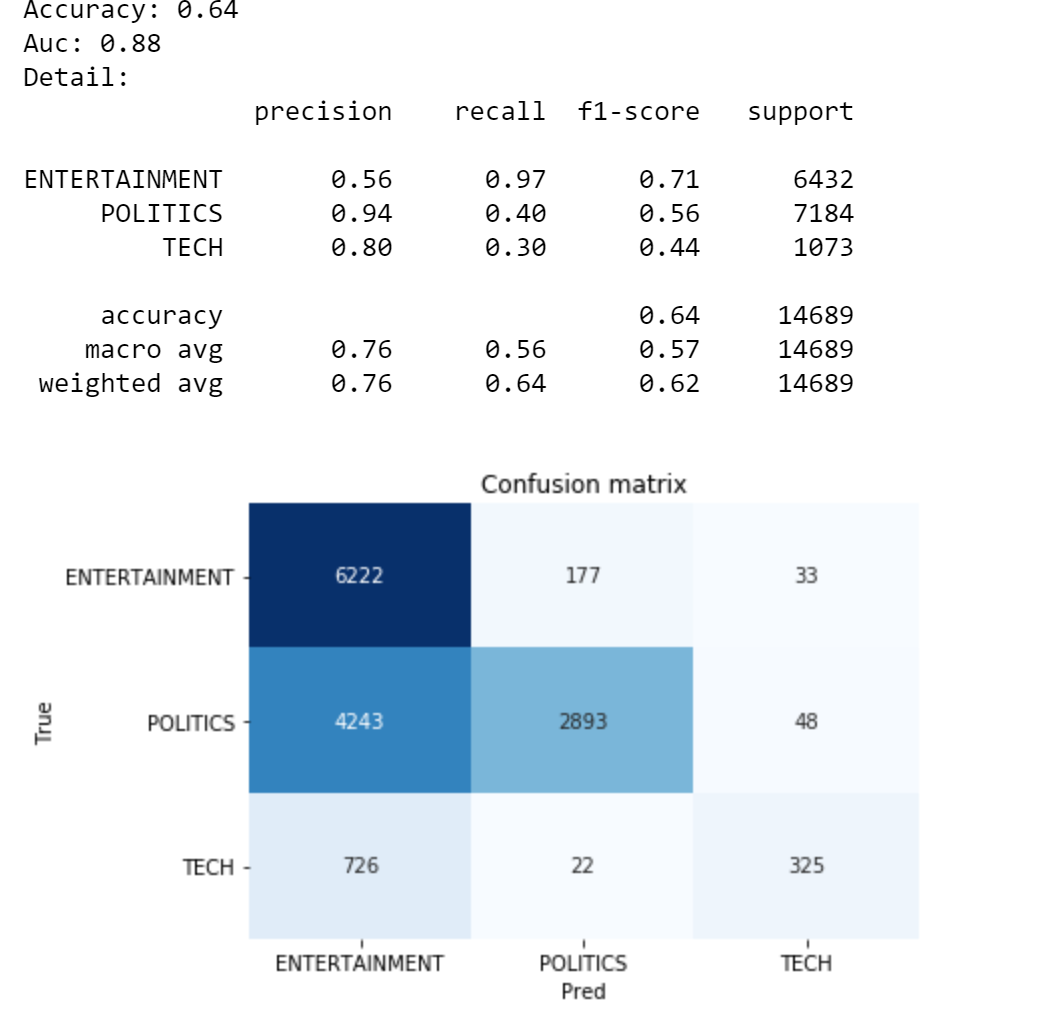 Accuracy: 0.64
Auc: 0.88
Detail:
precision recall f1-score support
ENTERTAINMENT 0.56 0.97 0.71 6432
POLITICS 0.94 0.40 0.56 7184
TECH 0.80 0.30 0.44 1073
accuracy 0.64 14689
macro avg 0.76 0.56 0.57 14689
weighted avg 0.76 0.64 0.62 14689
Confusion matrix
ENTERTAINMENT 6222 177 33
True
POLITICS 4243 2893 48
TECH 726 22 325
ENTERTAINMENT POLITICS TECH
Pred